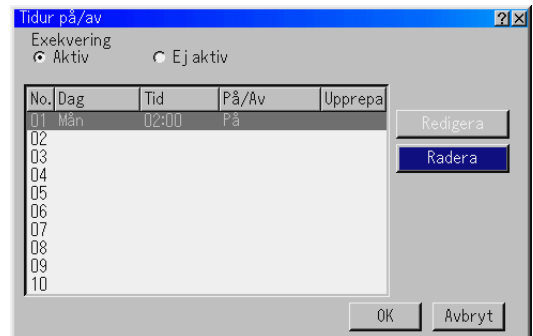 Tidur på/av
Exekvering
Aktiv Ej aktiv
No. Dag Tid På/Av Upprepa
01 Mån 02:00 På
Redigera
02
03
Radera
04
05
06
07
08
09
10
OK Avbryt